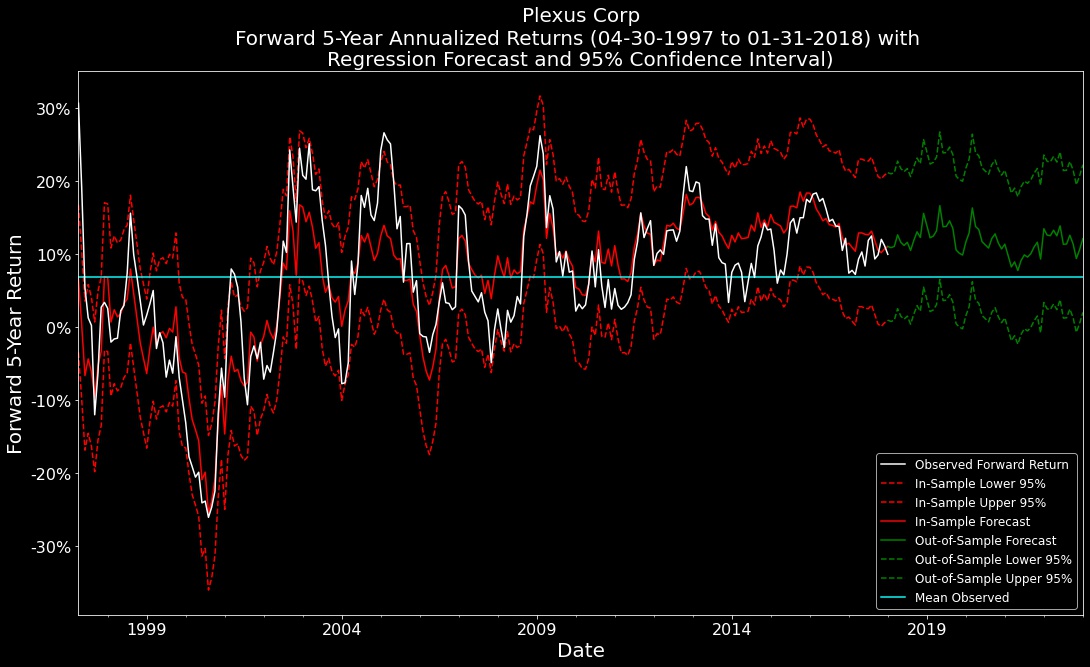 Plexus Corp
Forward 5-Year Annualized Returns (04-30-1997 to 01-31-2018) with
Regression Forecast and 95% Confidence Interval)
Forward 5-Year Return
30%
20%
10%
0%
-10%
-20%
-30%
1999
2004
2009
2014
2019
Date
Observed Forward Return
In-Sample Lower 95%
In-Sample Upper 95%
In-Sample Forecast
Out-of-Sample Forecast
Out-of-Sample Lower 95%
Out-of-Sample Upper 95%
Mean Observed